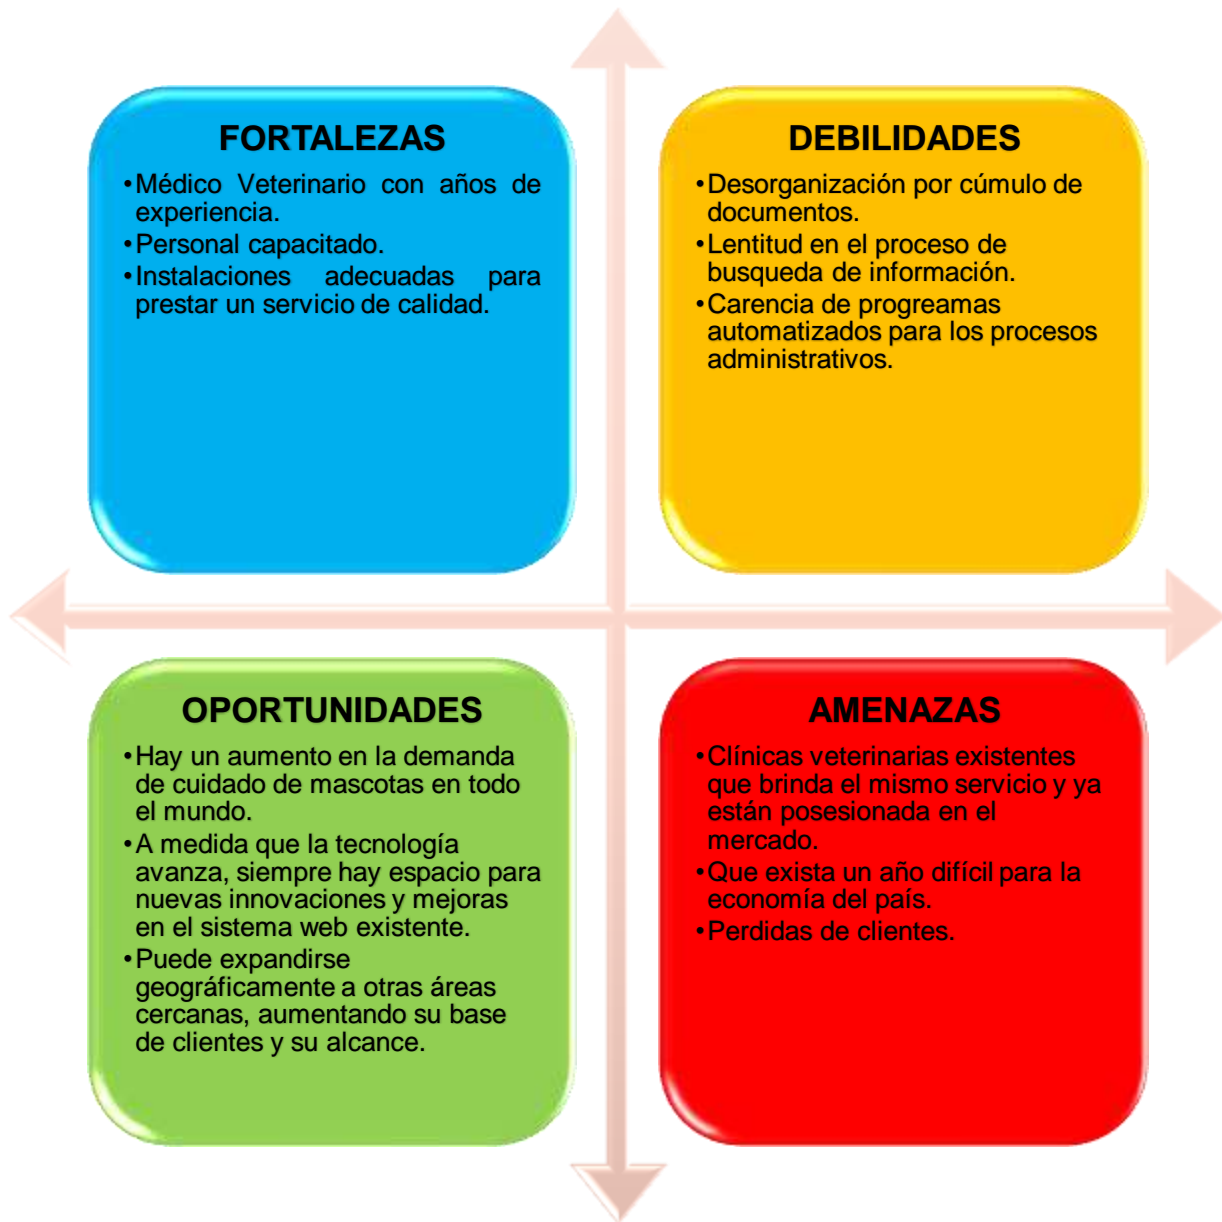 FORTALEZAS
•Médico Veterinario con años de
experiencia.
•Personal capacitado.
•Instalaciones adecuadas para
prestar un servicio de calidad.
DEBILIDADES
•Desorganización por cúmulo de
documentos.
•Lentitud en el proceso de
busqueda de información.
•Carencia de progreamas
automatizados para los procesos
administrativos.
OPORTUNIDADES
•Hay un aumento en la demanda
de cuidado de mascotas en todo
el mundo.
•A medida que la tecnología
avanza, siempre hay espacio para
nuevas innovaciones y mejoras
en el sistema web existente.
•Puede expandirse
geográficamente a otras áreas
cercanas, aumentando su base
de clientes y su alcance.
AMENAZAS
•Clínicas veterinarias existentes
que brinda el mismo servicio y ya
están posesionada en el
mercado.
•Que exista un año difícil para la
economía del país.
•Perdidas de clientes.